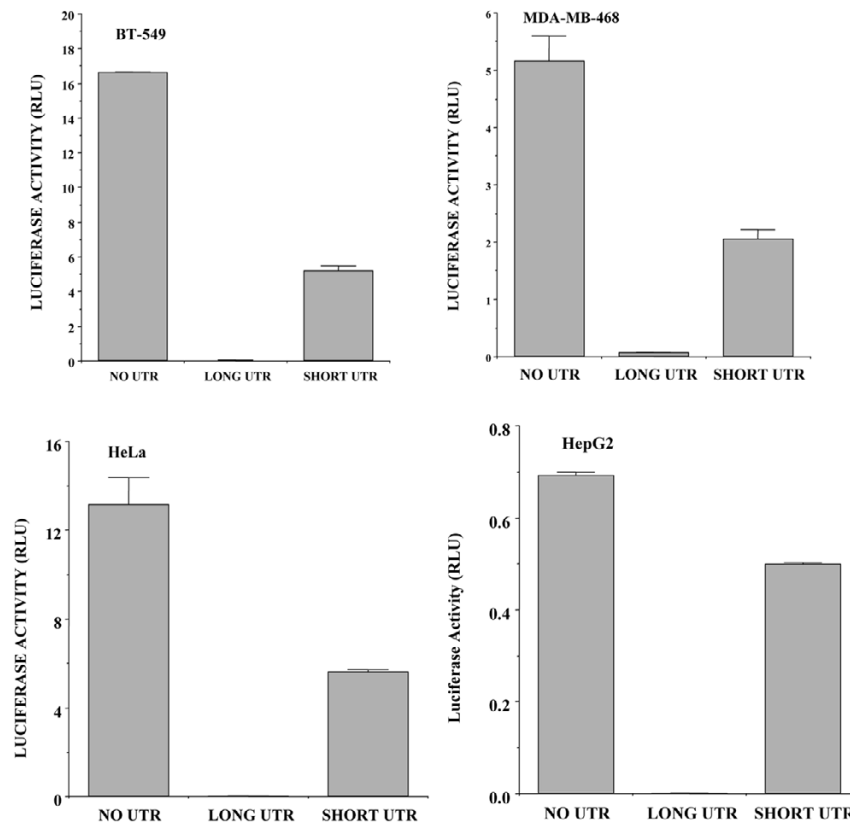 BT-549
LUCIFERASE ACTIVITY (RLU)
20
18
16
14
12
10
8
6
4
2
0
NO UTR LONG UTR SHORT UTR
MDA-MB-468
LUCIFERASE ACTIVITY (RLU)
6
5
4
3
2
1
0
NO UTR LONG UTR SHORT UTR
HeLa
LUCIFERASE ACTIVITY (RLU)
16
12
8
4
0
NO UTR LONG UTR SHORT UTR
HepG2
Luciferase Activity (RLU)
0.8
0.6
0.4
0.2
0.0
NO UTR LONG UTR SHORT UTR